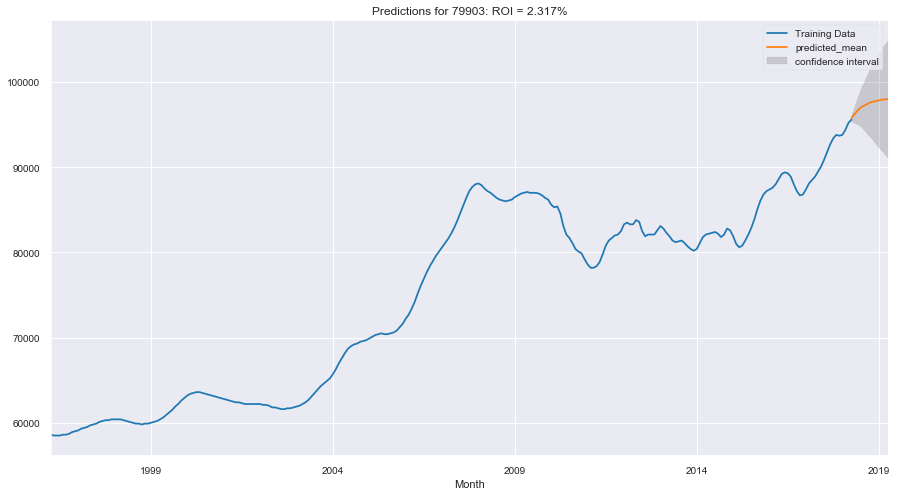 Predictions for 79903: ROI = 2.317%
Training Data
predicted_mean
confidence interval
100000
90000
80000
70000
60000
1999
2004
2009
2014
2019
Month